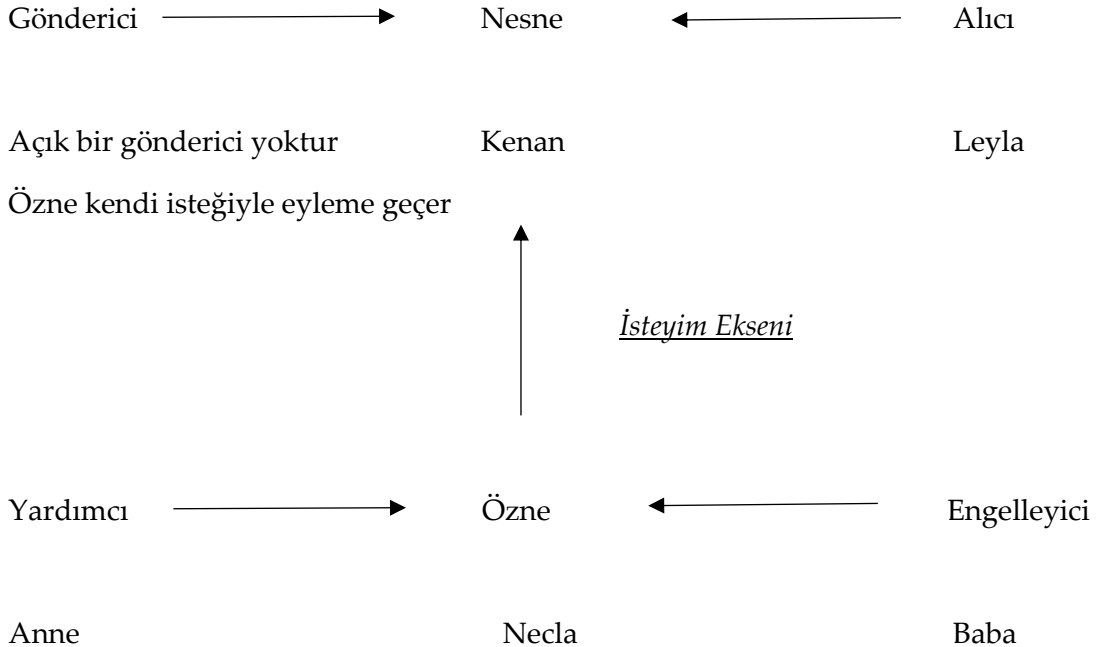 Gönderici Nesne Alıcı
Açık bir gönderici yoktur Kenan Leyla
Özne kendi isteğiyle eyleme geçer
İsteyim Ekseni
Yardımcı Özne Engelleyici
Anne Necla Baba